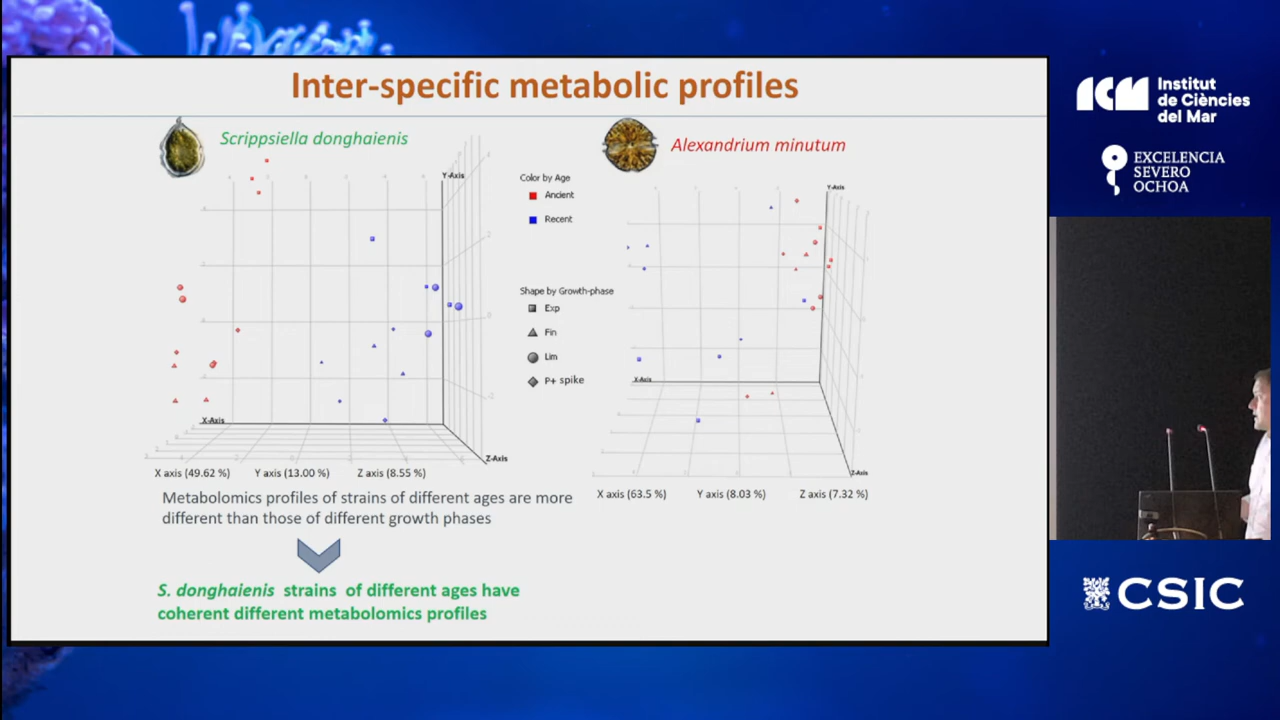 Inter-specific metabolic profiles
Scrippsiella donghaienis
Alexandrium minutum
Y-Axis
X-Axis
Z-Axis
Color by Age
Ancient
Recent
Shape by Growth-phase
Exp
Fin
Lim
P+ spike
Y-Axis
X-Axis
Z-Axis
X axis (49.62 %) Y axis (13.00 %) Z axis (8.55 %)
X axis (63.5 %) Y axis (8.03 %) Z axis (7.32 %)
Metabolomics profiles of strains of different ages are more
different than those of different growth phases
S. donghaienis strains of different ages have
coherent different metabolomics profiles
ICM
Institut
de Ciències
del Mar
EXCELENCIA
SEVERO
OCHOA
CSIC